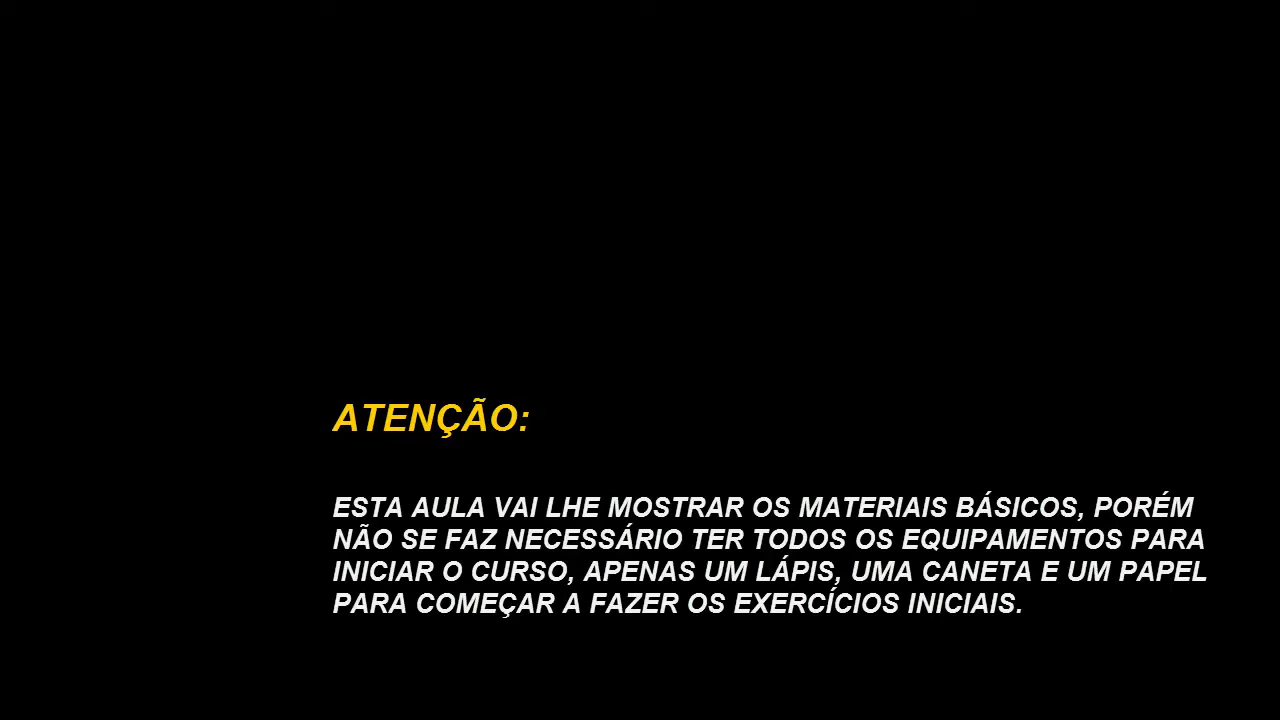 ATENÇÃO:
ESTA AULA VAI LHE MOSTRAR OS MATERIAIS BÁSICOS, PORÉM
NÃO SE FAZ NECESSÁRIO TER TODOS OS EQUIPAMENTOS PARA
INICIAR O CURSO, APENAS UM LÁPIS, UMA CANETA E UM PAPEL
PARA COMEÇAR A FAZER OS EXERCÍCIOS INICIAIS.